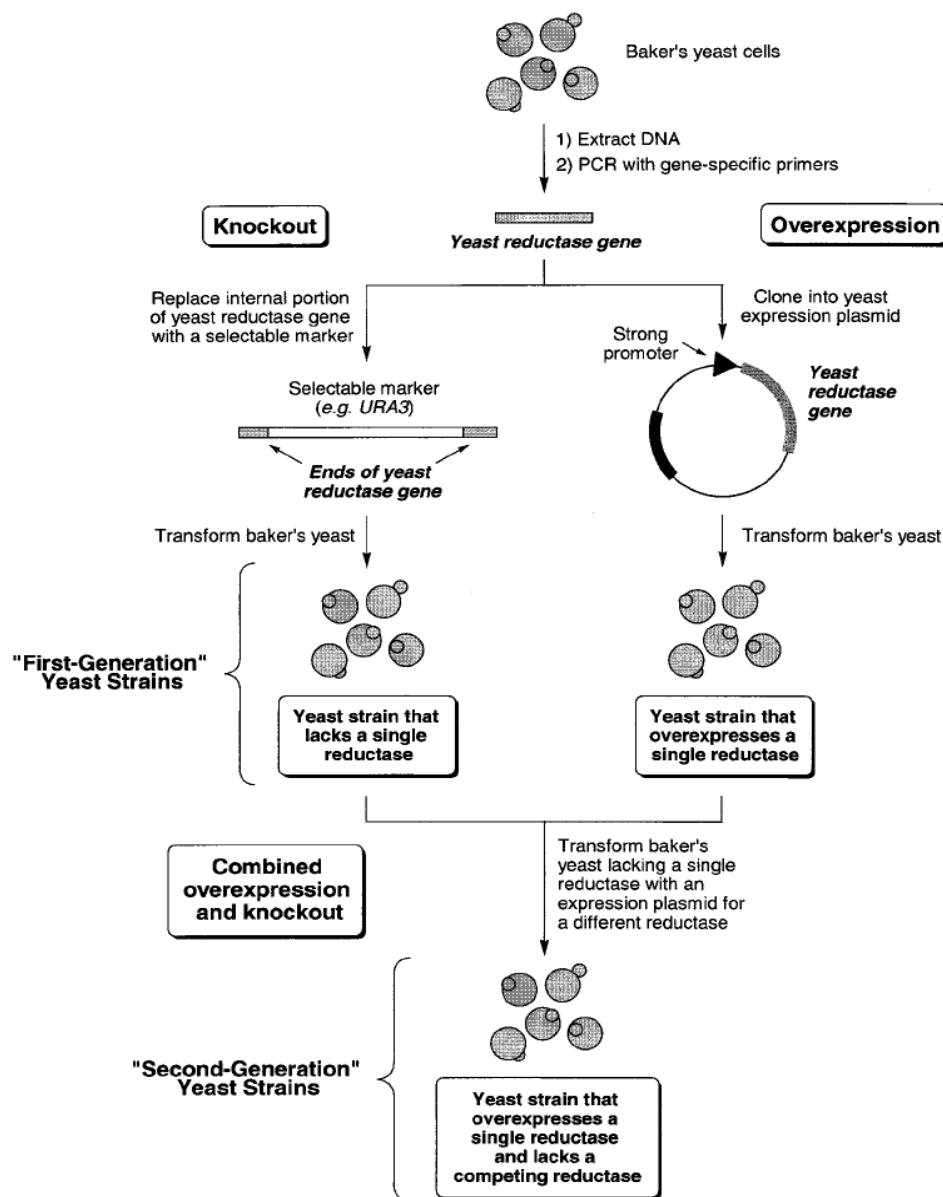 Baker's yeast cells
1) Extract DNA
2) PCR with gene-specific primers
Knockout
Yeast reductase gene
Overexpression
Replace internal portion
of yeast reductase gene
with a selectable marker
Clone into yeast
expression plasmid
Strong
promoter
Yeast
reductase
gene
Selectable marker
(e.g. URA3)
Ends of yeast
reductase gene
Transform baker's yeast
Transform baker's yeast
"First-Generation"
Yeast Strains
Yeast strain that
lacks a single
reductase
Yeast strain that
overexpresses a
single reductase
Combined
overexpression
and knockout
Transform baker's
yeast lacking a single
reductase with an
expression plasmid for
a different reductase
"Second-Generation"
Yeast Strains
Yeast strain that
overexpresses a
single reductase
and lacks a
competing reductase